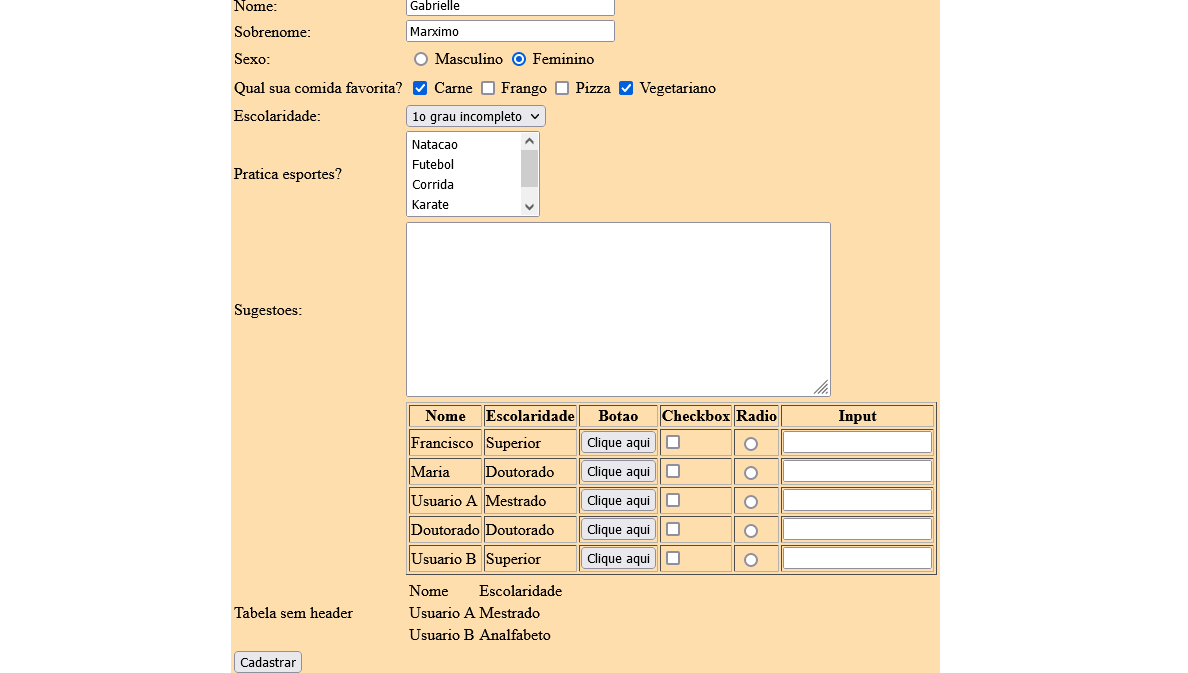 Nome: Gabrielle
Sobrenome: Marximo
Sexo: Masculino Feminino
Qual sua comida favorita? Carne Frango Pizza Vegetariano
Escolaridade: 1o grau incompleto
Pratica esportes? Natacao
Futebol
Corrida
Karate
Sugestoes:
Nome Escolaridade Botao Checkbox Radio Input
Francisco Superior Clique aqui
Maria Doutorado Clique aqui
Usuario A Mestrado Clique aqui
Doutorado Doutorado Clique aqui
Usuario B Superior Clique aqui
Tabela sem header
Nome Escolaridade
Usuario A Mestrado
Usuario B Analfabeto
Cadastrar